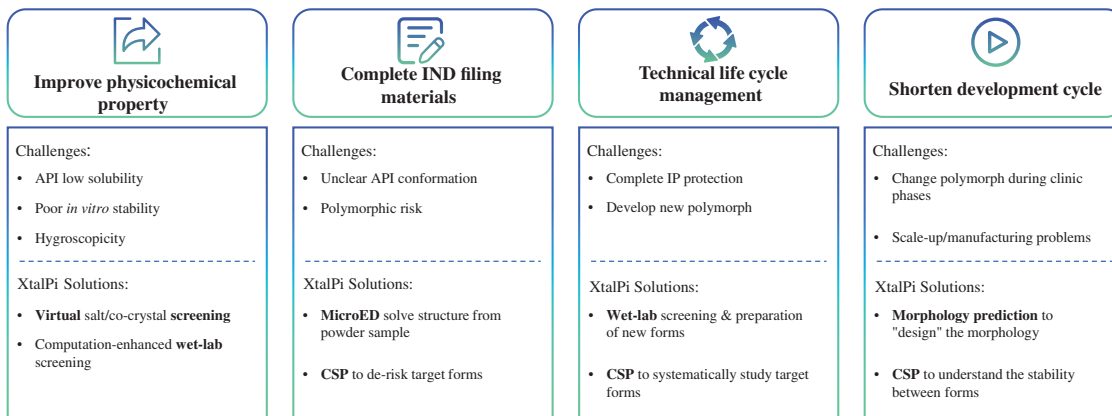 Improve physicochemical
property
Challenges:
• API low solubility
• Poor in vitro stability
• Hygroscopicity
XtalPi Solutions:
• Virtual salt/co-crystal screening
• Computation-enhanced wet-lab
screening
Complete IND filing
materials
Challenges:
• Unclear API conformation
• Polymorphic risk
XtalPi Solutions:
• MicroED solve structure from
powder sample
• CSP to de-risk target forms
Technical life cycle
management
Challenges:
• Complete IP protection
• Develop new polymorph
XtalPi Solutions:
• Wet-lab screening & preparation
of new forms
• CSP to systematically study target
forms
Shorten development cycle
Challenges:
• Change polymorph during clinic
phases
• Scale-up/manufacturing problems
XtalPi Solutions:
• Morphology prediction to
"design" the morphology
• CSP to understand the stability
between forms